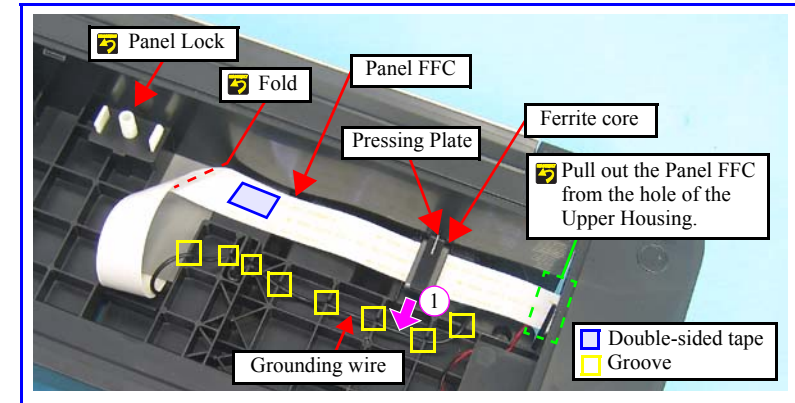 Panel Lock
Fold
Panel FFC
Pressing Plate
Ferrite core
Pull out the Panel FFC
from the hole of the
Upper Housing.
1
Grounding wire
Double-sided tape
Groove